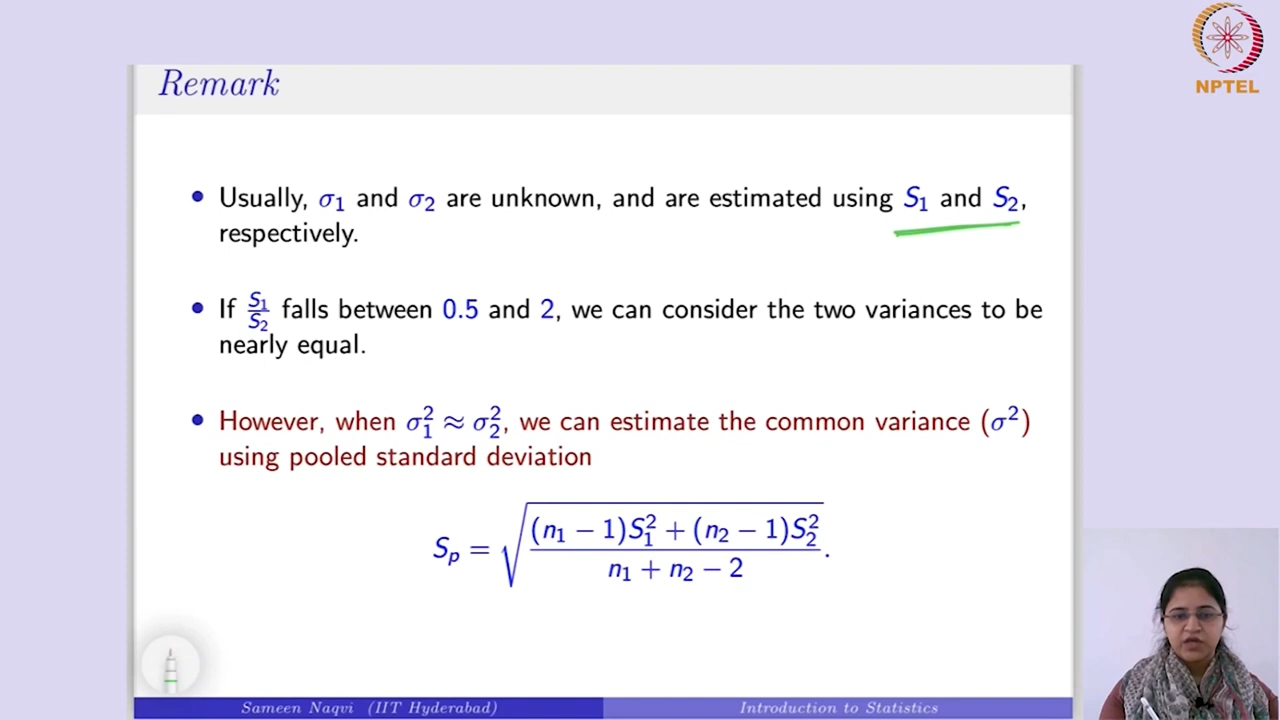 NPTEL
Remark
• Usually, σ₁ and σ₂ are unknown, and are estimated using S₁ and S₂,
respectively.
• If S₁/S₂ falls between 0.5 and 2, we can consider the two variances to be
nearly equal.
• However, when σ₁² ≈ σ₂², we can estimate the common variance (σ²)
using pooled standard deviation
Sₚ = √(((n₁ − 1)S₁² + (n₂ − 1)S₂²)/(n₁ + n₂ − 2)).
Sameen Naqvi (IIT Hyderabad) Introduction to Statistics